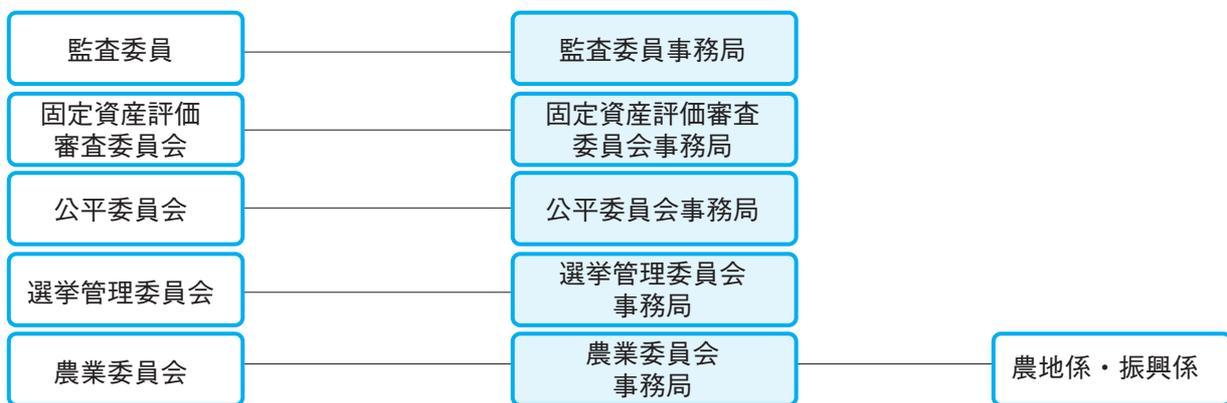 監査委員
監査委員事務局
固定資産評価
審査委員会
固定資産評価審査
委員会事務局
公平委員会
公平委員会事務局
選挙管理委員会
選挙管理委員会
事務局
農業委員会
農業委員会
事務局
農地係・振興係